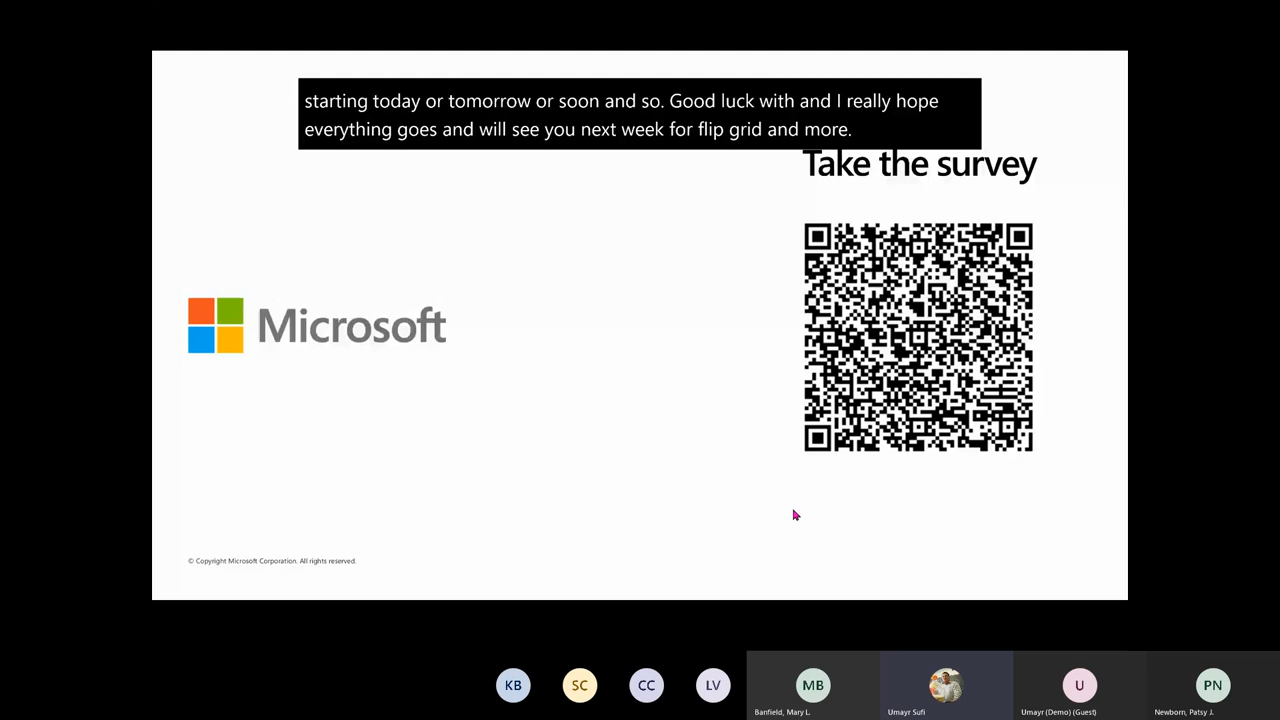 starting today or tomorrow or soon and so. Good luck with and I really hope
everything goes and will see you next week for flip grid and more.
Take the survey
Microsoft
© Copyright Microsoft Corporation. All rights reserved.
KB
SC
CC
LV
MB
U
PN
Banfield, Mary L.
Umayr Sufi
Umayr (Demo) (Guest)
Newborn, Patsy J.